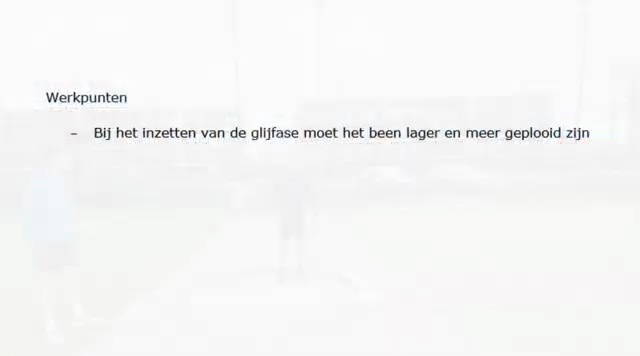 Werkpunten
– Bij het inzetten van de glijfase moet het been lager en meer geplooid zijn